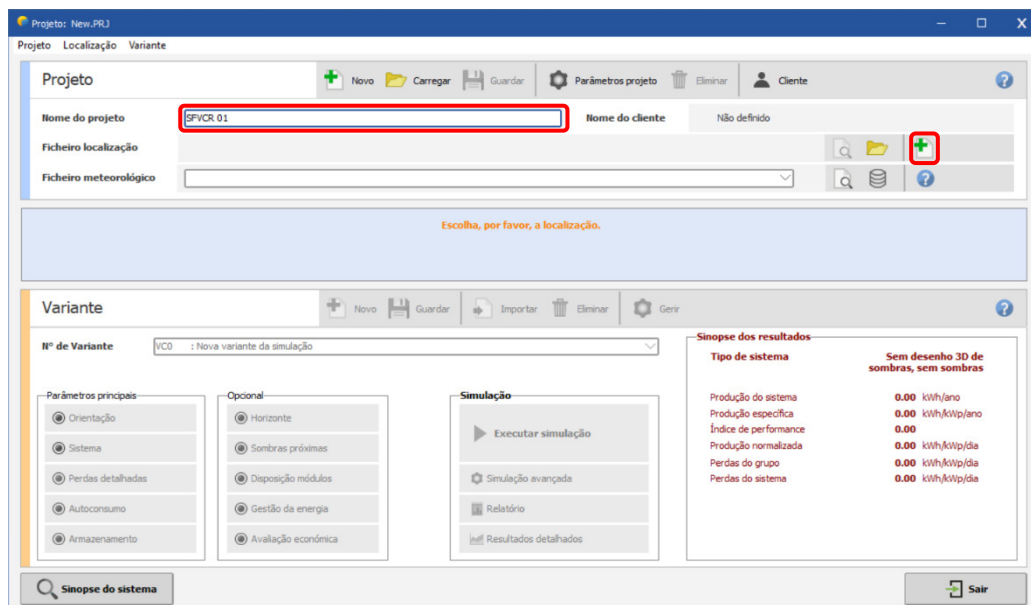 Projeto: New.PRJ
Projeto Localização Variante
Projeto
Novo Carregar Guardar Parâmetros projeto Eliminar Cliente
Nome do projeto SFVCR 01 Nome do cliente Não definido
Ficheiro localização
Ficheiro meteorológico
Escolha, por favor, a localização.
Variante
Novo Guardar Importar Eliminar Gerir
Nº de Variante VC0 : Nova variante da simulação
Parâmetros principais
Orientação
Sistema
Perdas detalhadas
Autoconsumo
Armazenamento
Opcional
Horizonte
Sombras próximas
Disposição módulos
Gestão da energia
Avaliação económica
Simulação
Executar simulação
Simulação avançada
Relatório
Resultados detalhados
Sinopse dos resultados
Tipo de sistema Sem desenho 3D de
sombras, sem sombras
Produção do sistema 0.00 kWh/ano
Produção específica 0.00 kWh/kWp/ano
Índice de performance 0.00
Produção normalizada 0.00 kWh/kWp/dia
Perdas do grupo 0.00 kWh/kWp/dia
Perdas do sistema 0.00 kWh/kWp/dia
Sinopse do sistema
Sair